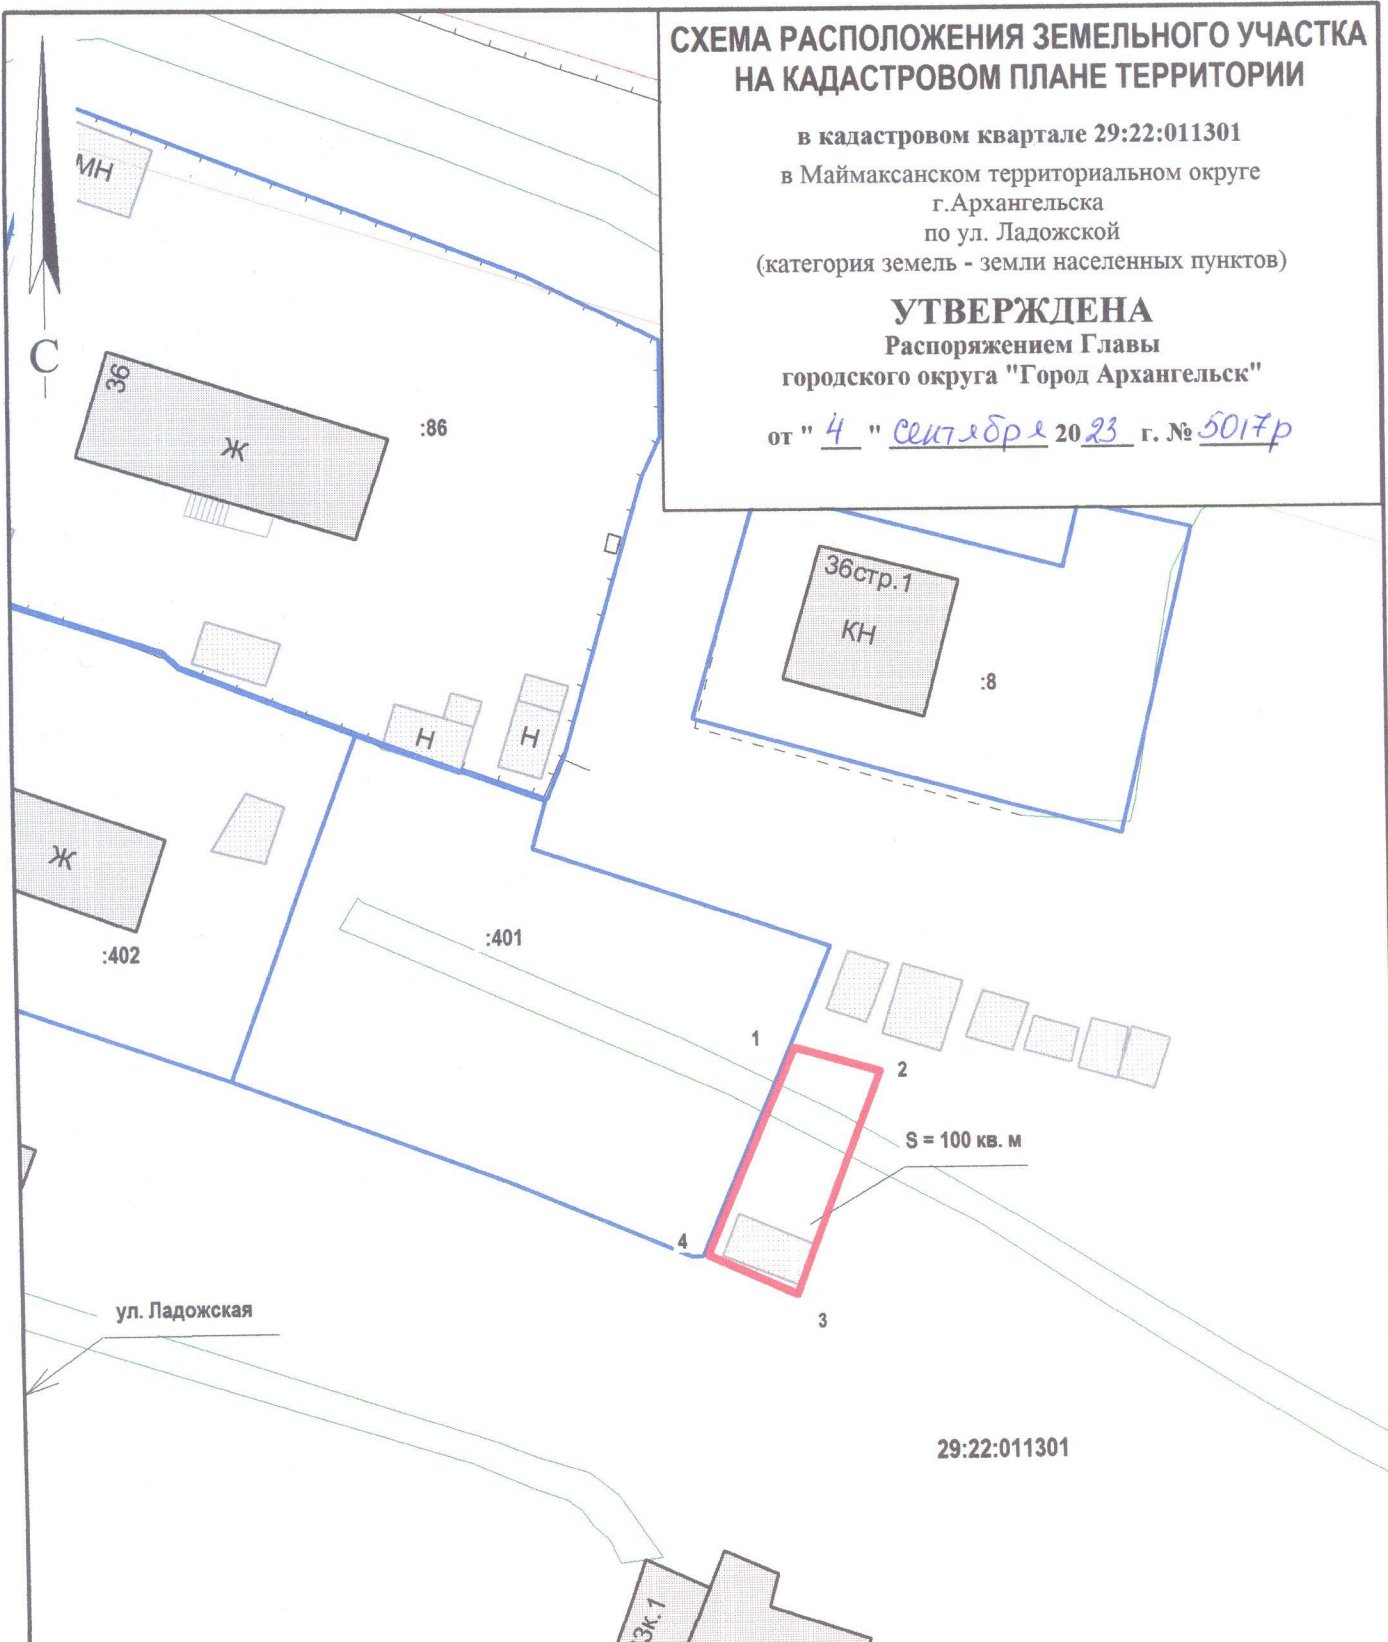 СХЕМА РАСПОЛОЖЕНИЯ ЗЕМЕЛЬНОГО УЧАСТКА
НА КАДАСТРОВОМ ПЛАНЕ ТЕРРИТОРИИ
в кадастровом квартале 29:22:011301
в Маймаксанском территориальном округе
г.Архангельска
по ул. Ладожской
(категория земель - земли населенных пунктов)
УТВЕРЖДЕНА
Распоряжением Главы
городского округа "Город Архангельск"
от " 4 " сентября 2023 г. № 5017р
МН
С
36
Ж
:86
36стр.1
КН
:8
Н
Н
Ж
:402
:401
1
2
S = 100 кв. м
4
3
ул. Ладожская
29:22:011301
3к.1